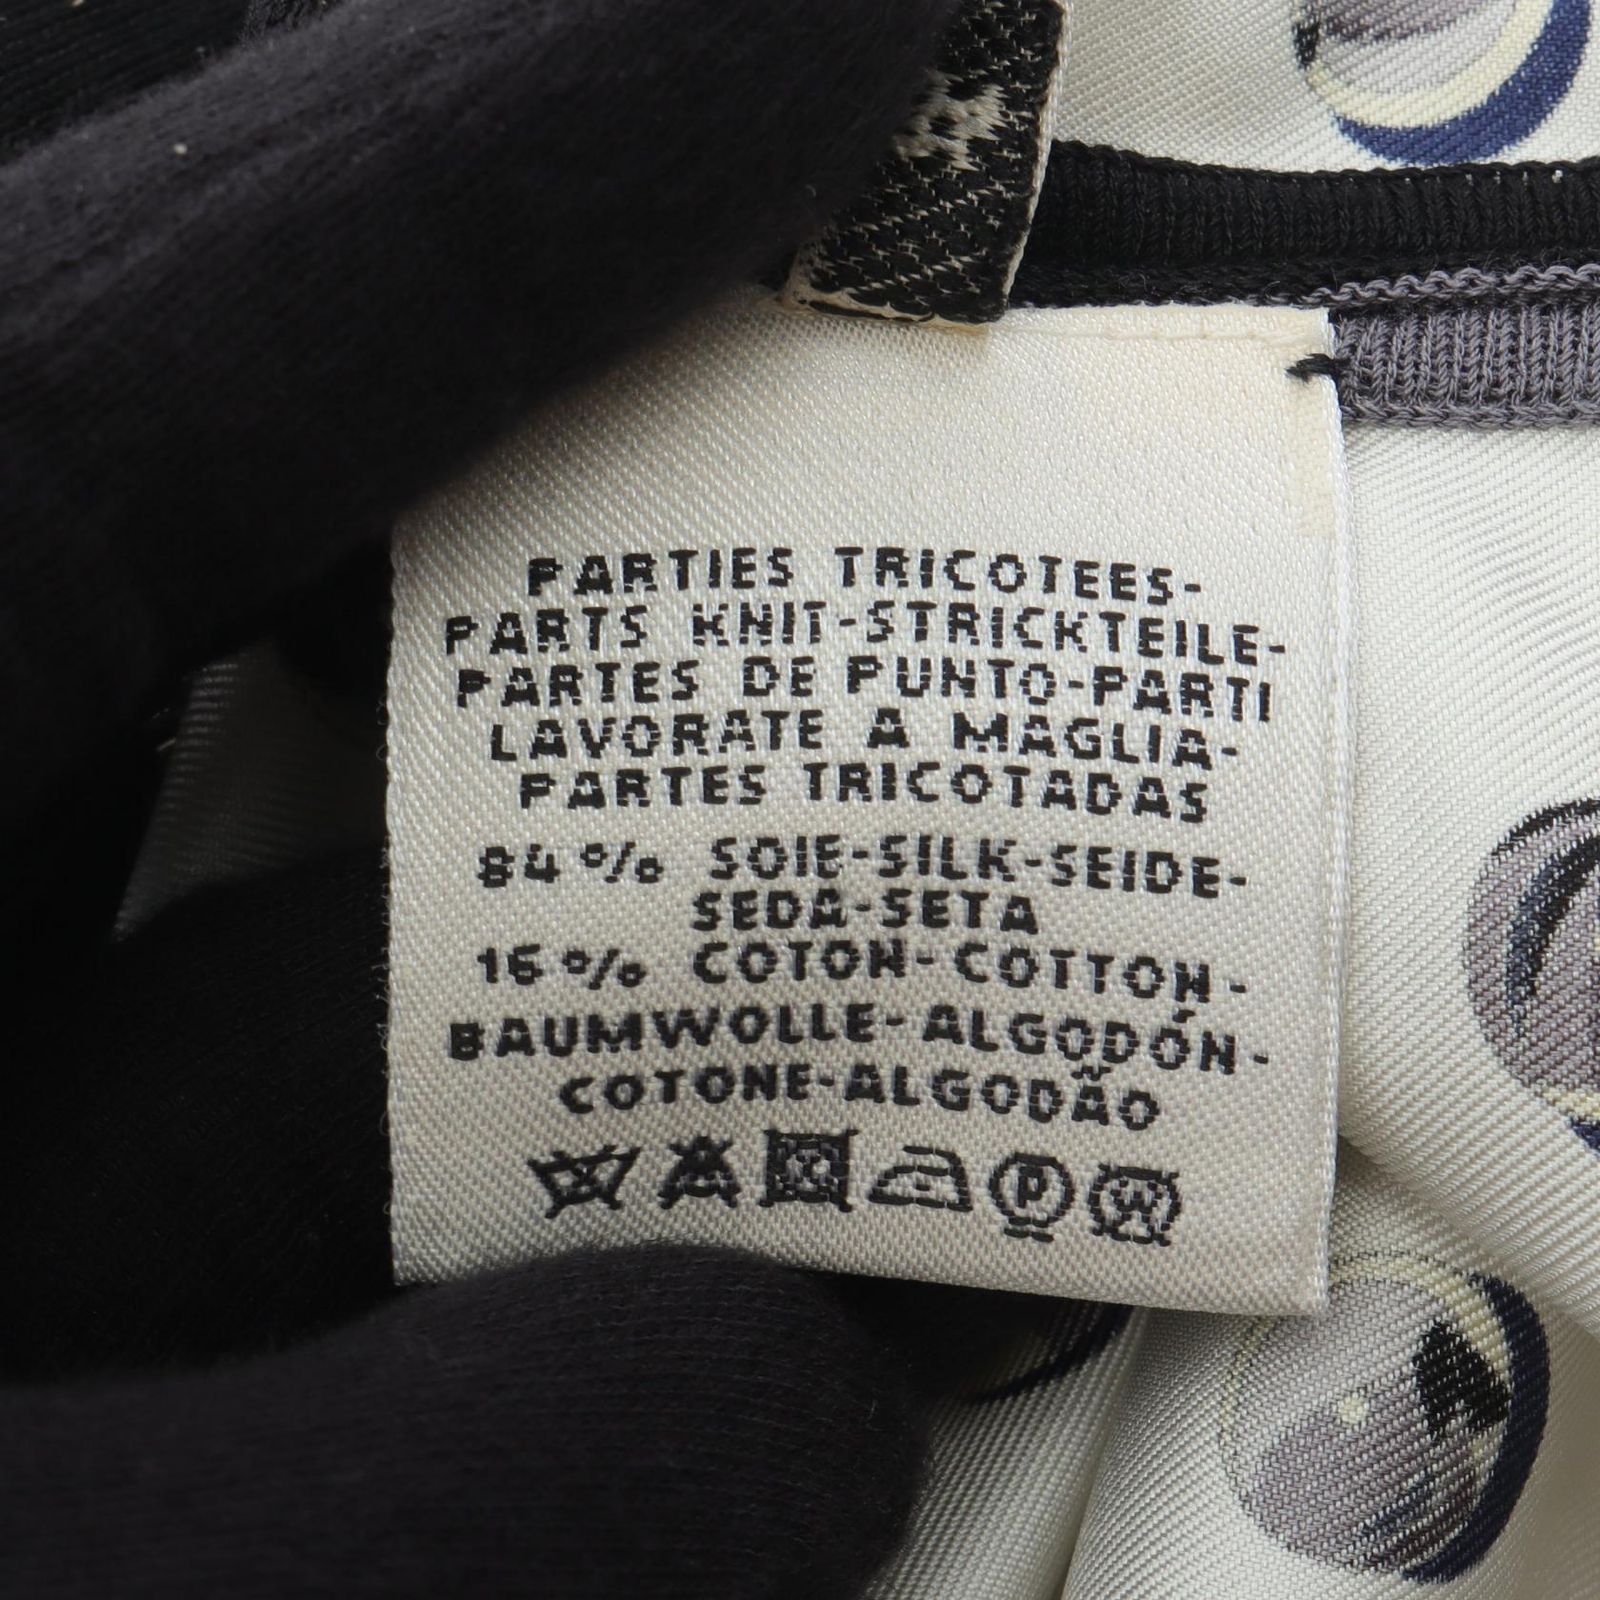 PARTIES TRICOTEES-
PARTS KNIT-STRICKTEILE-
PARTES DE PUNTO-PARTI
LAVORATE A MAGLIA-
PARTES TRICOTADAS
84% SOIE-SILK-SEIDE-
SEDA-SETA
16% COTON-COTTON-
BAUMWOLLE-ALGODÓN-
COTONE-ALGODÃO
P W